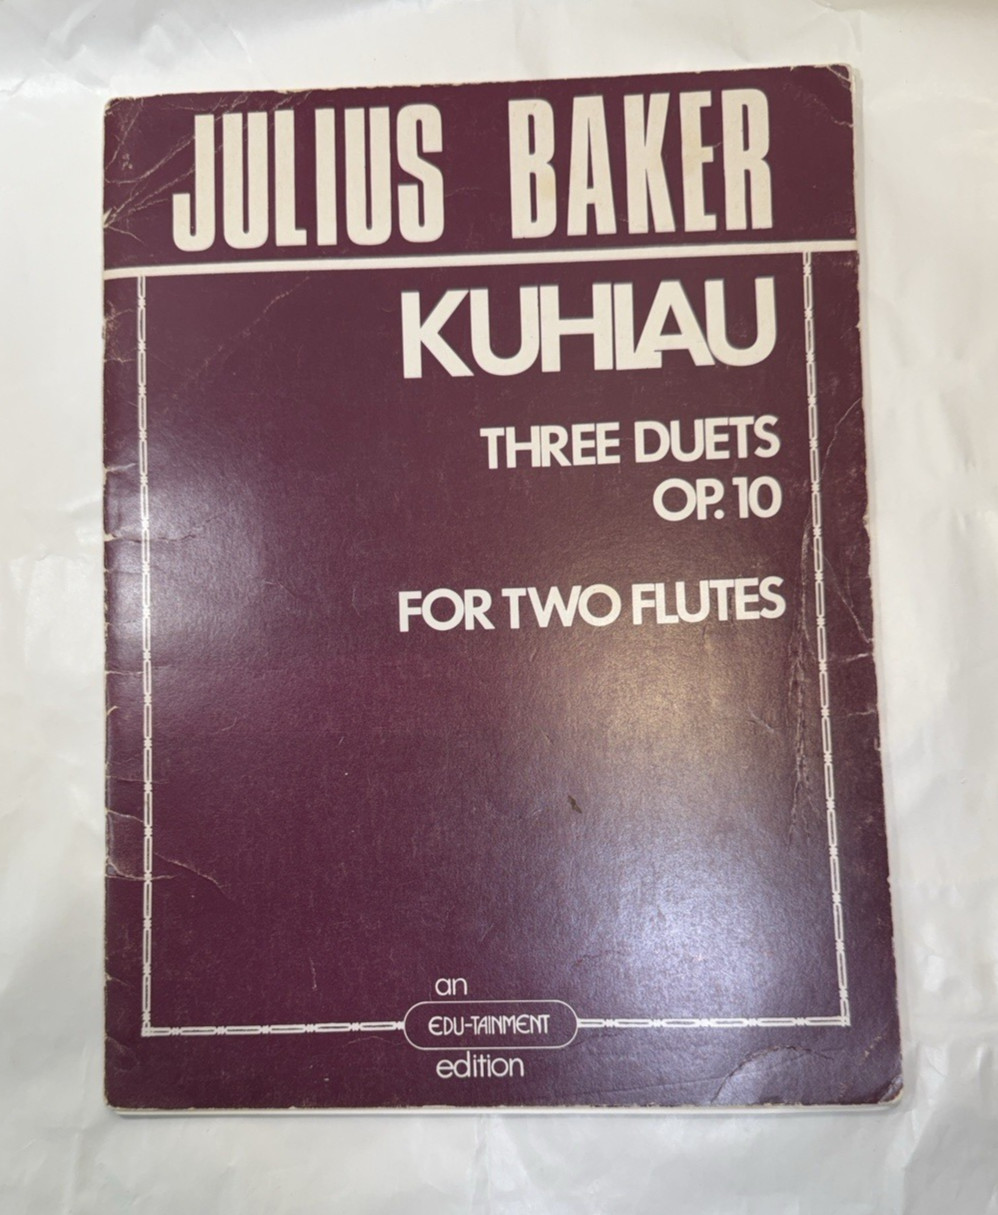 JULIUS BAKER
KUHLAU
THREE DUETS
OP. 10
FOR TWO FLUTES
an
EDU-TAINMENT
edition